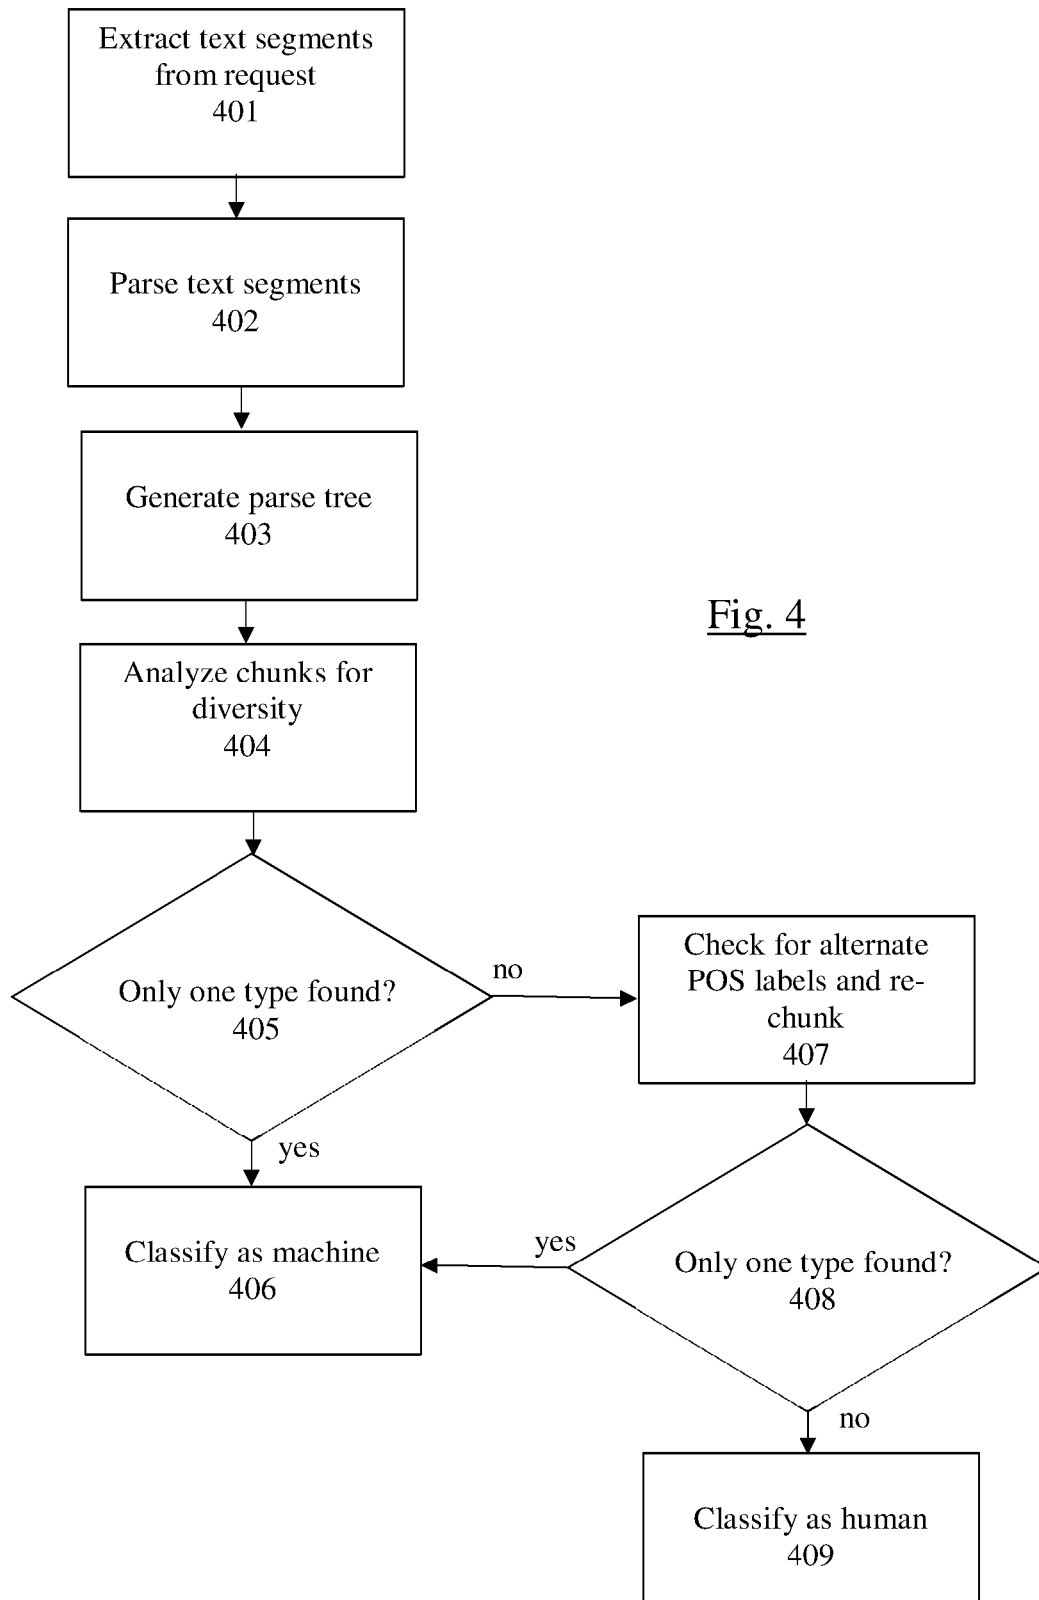 Extract text segments
from request
401
Parse text segments
402
Generate parse tree
403
Fig. 4
Analyze chunks for
diversity
404
Only one type found?
405
no
Check for alternate
POS labels and re-
chunk
407
yes
Classify as machine
406
yes
Only one type found?
408
no
Classify as human
409